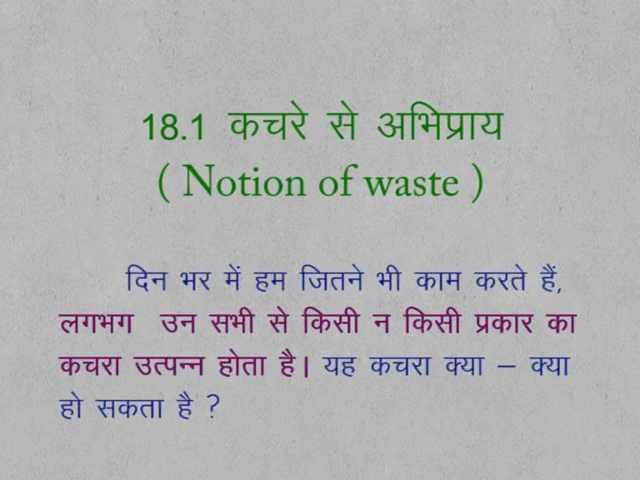 18.1 कचरे से अभिप्राय
( Notion of waste )
दिन भर में हम जितने भी काम करते हैं,
लगभग उन सभी से किसी न किसी प्रकार का
कचरा उत्पन्न होता है। यह कचरा क्या – क्या
हो सकता है ?